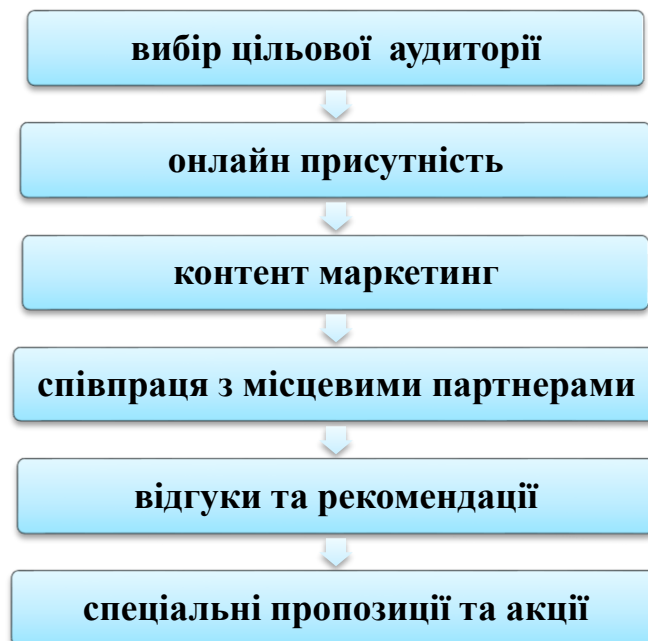 вибір цільової аудиторії
онлайн присутність
контент маркетинг
співпраця з місцевими партнерами
відгуки та рекомендації
спеціальні пропозиції та акції